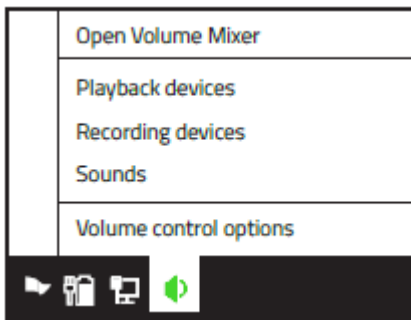 Open Volume Mixer
Playback devices
Recording devices
Sounds
Volume control options